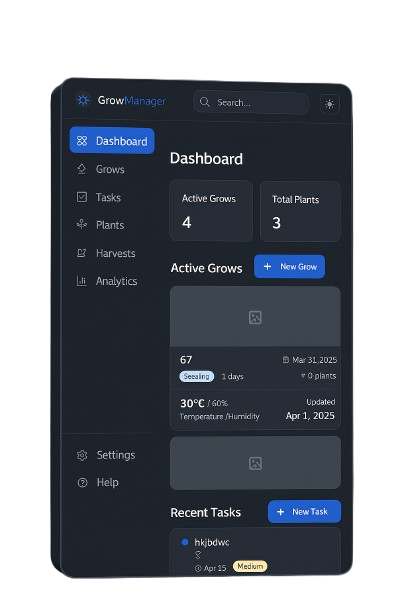 GrowManager
Search...
Dashboard
Grows
Tasks
Plants
Harvests
Analytics
Settings
Help
Dashboard
Active Grows
4
Total Plants
3
Active Grows
+ New Grow
67
Mar 31,2025
Seealing
1 days
0 plants
30°C / 60%
Updated
Temperature /Humidity
Apr 1, 2025
Recent Tasks
+ New Task
hkjbdwc
Apr 15
Medium